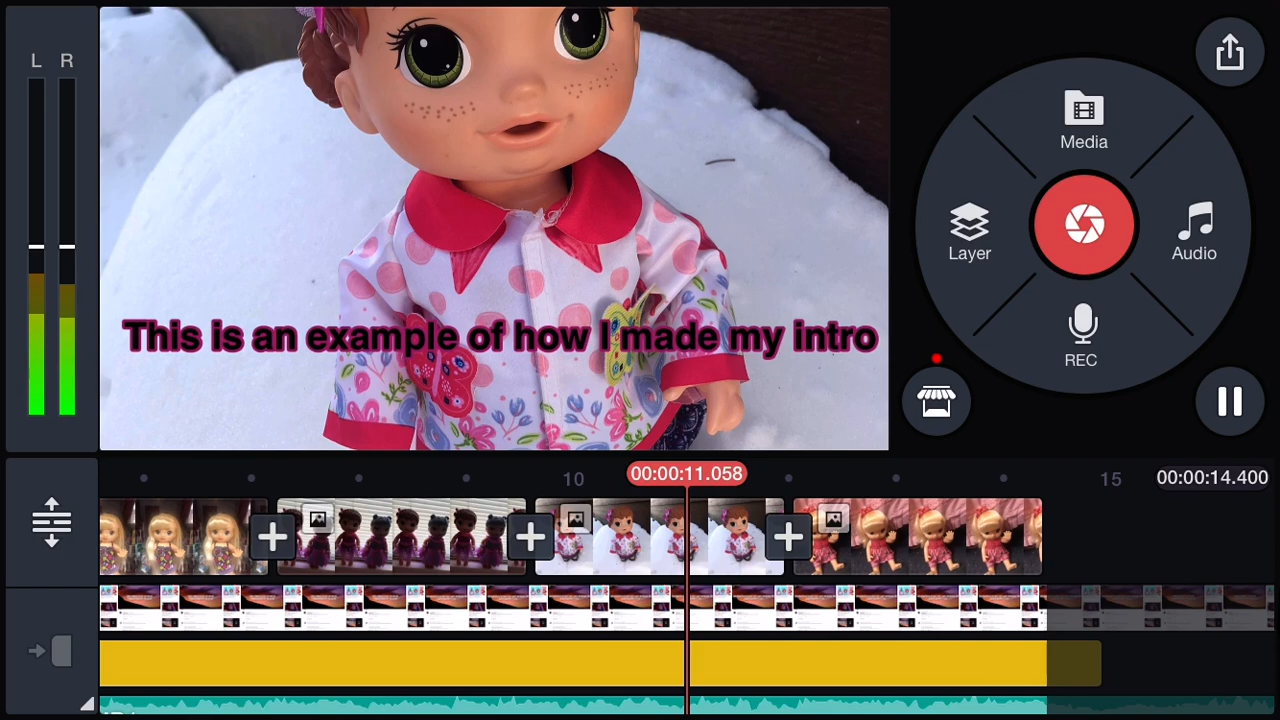 L R
This is an example of how I made my intro
Media
Layer
Audio
REC
10
00:00:11.058
15
00:00:14.400